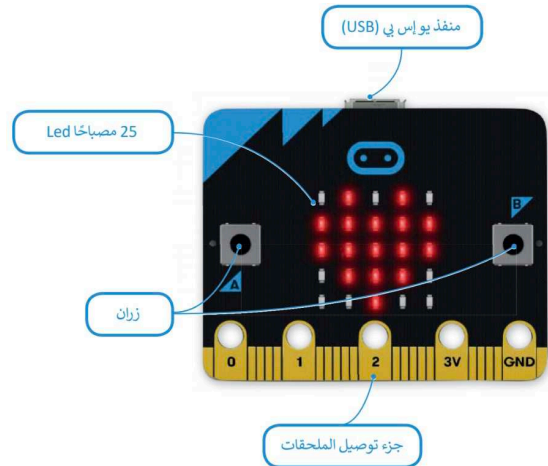 منفذ يو إس بي (USB)
25 مصباحًا Led
B
A
زران
0 1 2 3V GND
جزء توصيل الملحقات